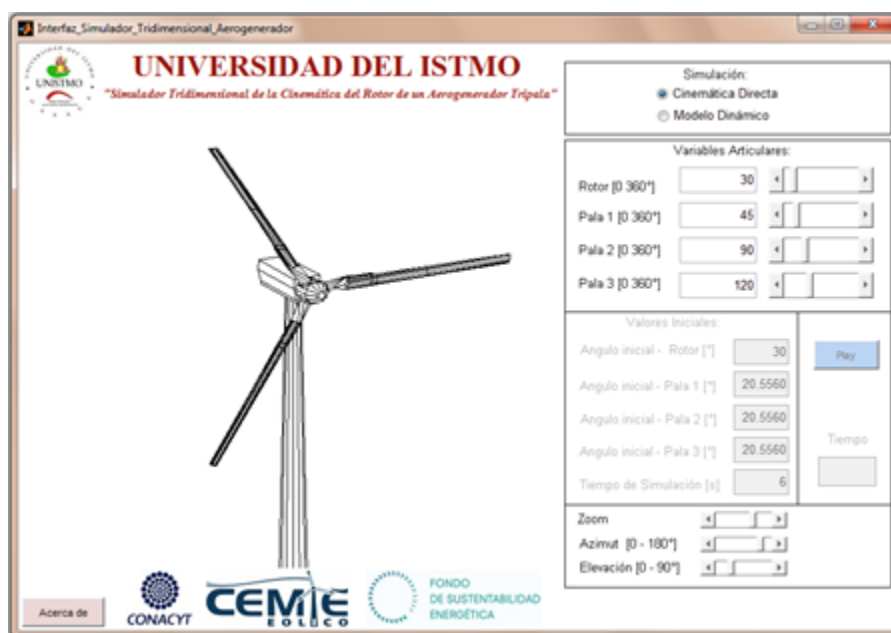 Interfaz_Simulador_Tridimensional_Aerogenerador
UNISTMO
UNIVERSIDAD DEL ISTMO
"Simulador Tridimensional de la Cinemática del Rotor de un Aerogenerador Tripala"
Simulación:
Cinemática Directa
Modelo Dinámico
Variables Articulares:
Rotor [0 360°] 30
Pala 1 [0 360°] 45
Pala 2 [0 360°] 90
Pala 3 [0 360°] 120
Valores Iniciales:
Angulo inicial - Rotor [°] 30
Angulo inicial - Pala 1 [°] 20.5560
Angulo inicial - Pala 2 [°] 20.5560
Angulo inicial - Pala 3 [°] 20.5560
Tiempo de Simulación [s] 6
Play
Tiempo
Zoom
Azimut [0 - 180°]
Elevación [0 - 90°]
Acerca de
CONACYT
CEMIE
EOLICO
FONDO
DE SUSTENTABILIDAD
ENERGÉTICA